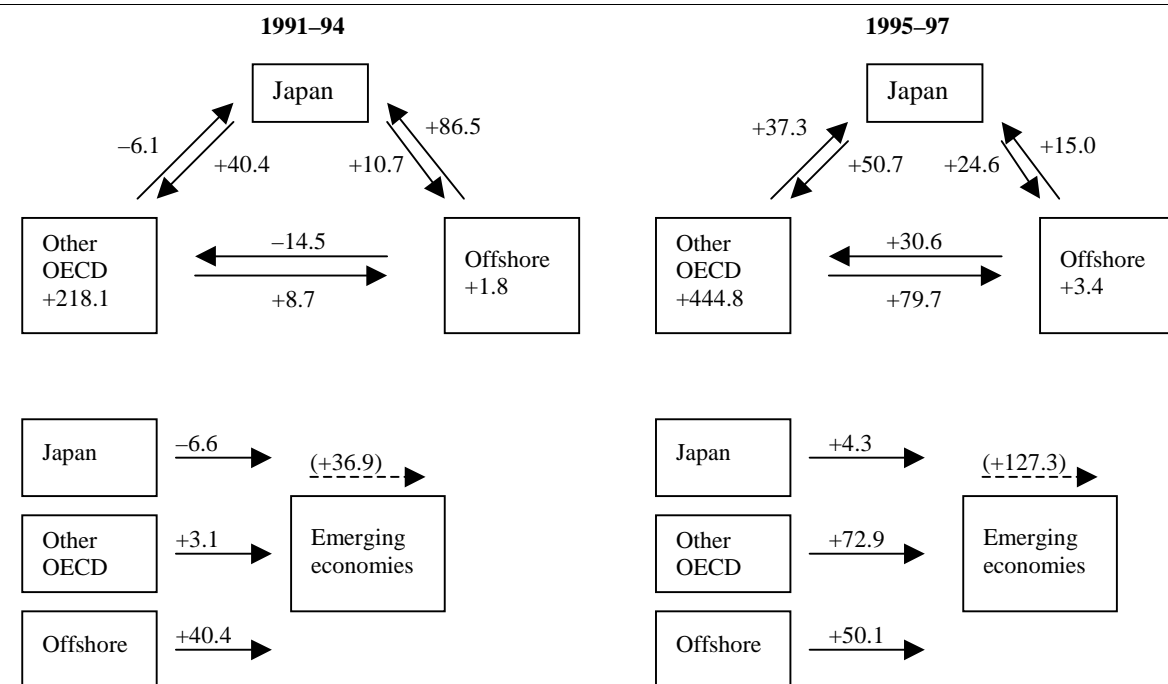 1991–94
Japan
–6.1
+40.4
+86.5
+10.7
Other
OECD
+218.1
–14.5
+8.7
Offshore
+1.8
Japan
–6.6
(+36.9)
Other
OECD
+3.1
Emerging
economies
Offshore
+40.4
1995–97
Japan
+37.3
+50.7
+15.0
+24.6
Other
OECD
+444.8
+30.6
+79.7
Offshore
+3.4
Japan
+4.3
(+127.3)
Other
OECD
+72.9
Emerging
economies
Offshore
+50.1